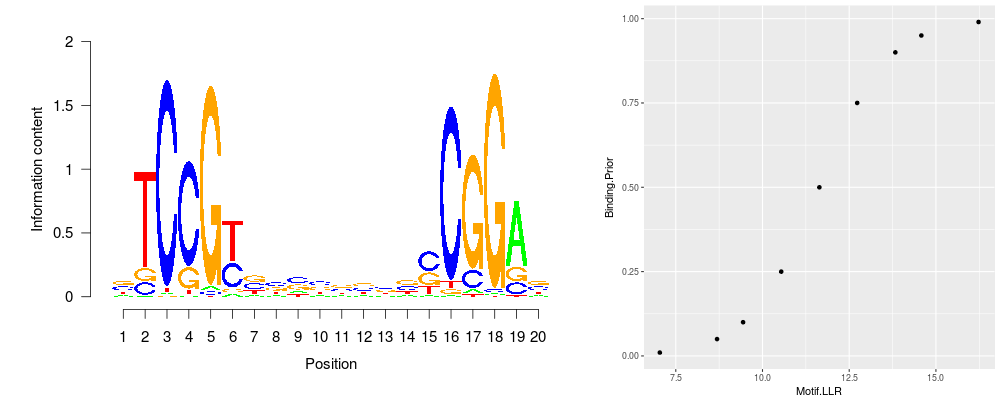 2
1.5
1
0.5
0
Information content
1 2 3 4 5 6 7 8 9 10 11 12 13 14 15 16 17 18 19 20
Position
T G C
C
C G
G
T C
C G
C
G C
G
A G C
1.00
0.75
0.50
0.25
0.00
Binding.Prior
7.5 10.0 12.5 15.0
Motif.LLR